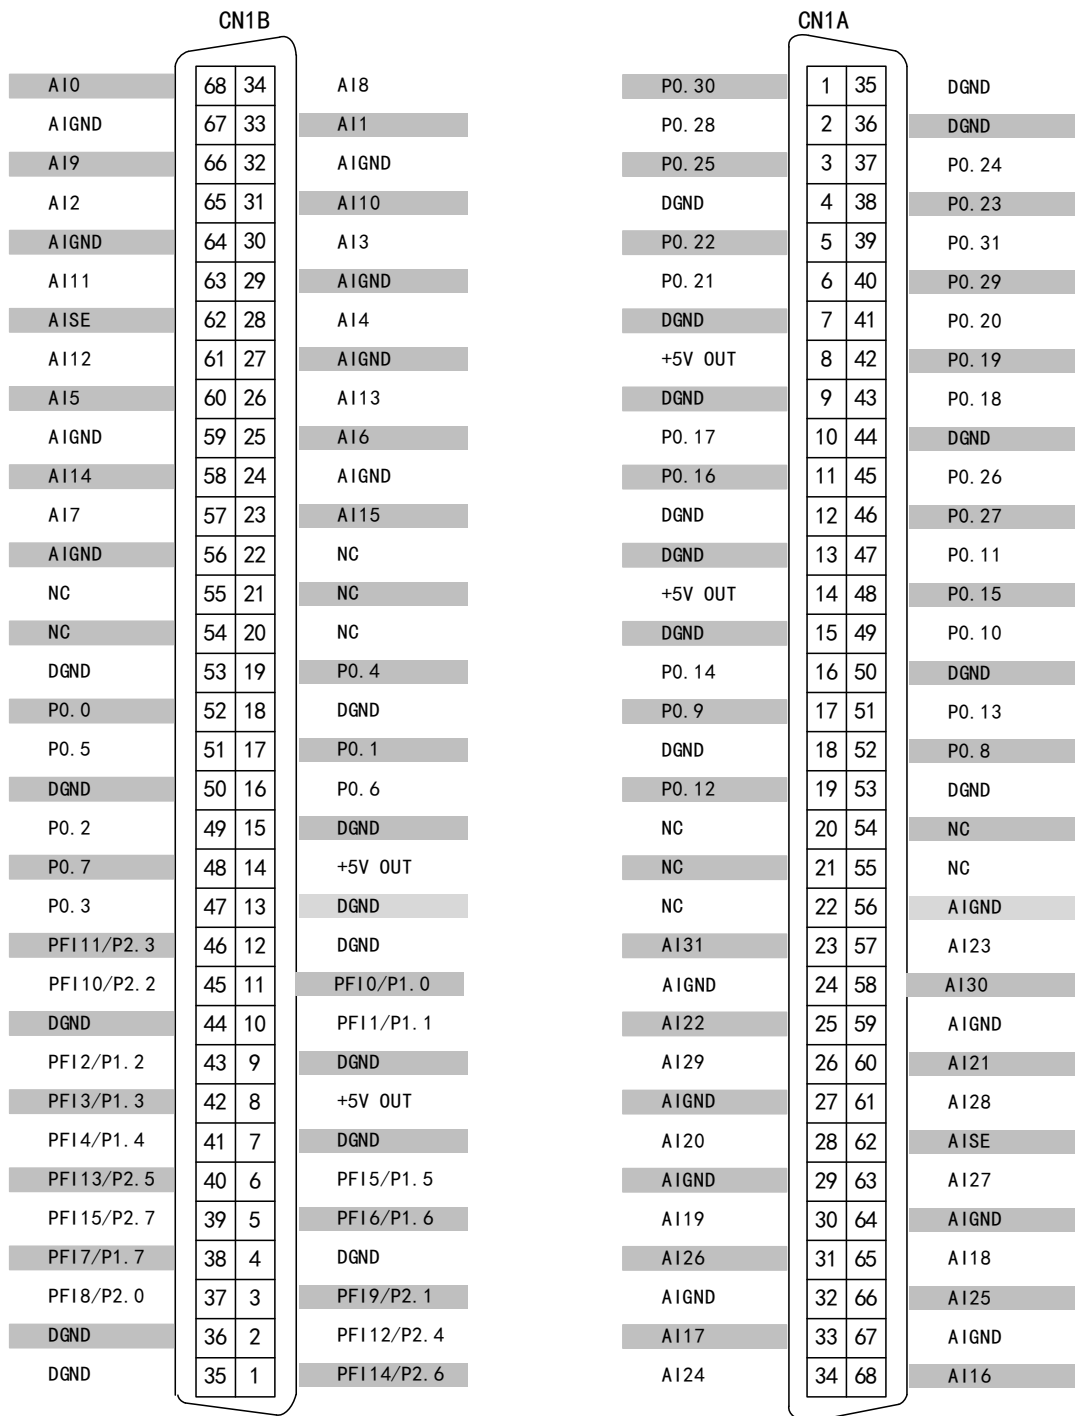 CN1B CN1A
AI0 68 34 AI8 P0.30 1 35 DGND
AIGND 67 33 AI1 P0.28 2 36 DGND
AI9 66 32 AIGND P0.25 3 37 P0.24
AI2 65 31 AI10 DGND 4 38 P0.23
AIGND 64 30 AI3 P0.22 5 39 P0.31
AI11 63 29 AIGND P0.21 6 40 P0.29
AISE 62 28 AI4 DGND 7 41 P0.20
AI12 61 27 AIGND +5V OUT 8 42 P0.19
AI5 60 26 AI13 DGND 9 43 P0.18
AIGND 59 25 AI6 P0.17 10 44 DGND
AI14 58 24 AIGND P0.16 11 45 P0.26
AI7 57 23 AI15 DGND 12 46 P0.27
AIGND 56 22 NC DGND 13 47 P0.11
NC 55 21 NC +5V OUT 14 48 P0.15
NC 54 20 NC DGND 15 49 P0.10
DGND 53 19 P0.4 P0.14 16 50 DGND
P0.0 52 18 DGND P0.9 17 51 P0.13
P0.5 51 17 P0.1 DGND 18 52 P0.8
DGND 50 16 P0.6 P0.12 19 53 DGND
P0.2 49 15 DGND NC 20 54 NC
P0.7 48 14 +5V OUT NC 21 55 NC
P0.3 47 13 DGND NC 22 56 AIGND
PFI11/P2.3 46 12 DGND AI31 23 57 AI23
PFI10/P2.2 45 11 PFI0/P1.0 AIGND 24 58 AI30
DGND 44 10 PFI1/P1.1 AI22 25 59 AIGND
PFI2/P1.2 43 9 DGND AI29 26 60 AI21
PFI3/P1.3 42 8 +5V OUT AIGND 27 61 AI28
PFI4/P1.4 41 7 DGND AI20 28 62 AISE
PFI13/P2.5 40 6 PFI5/P1.5 AIGND 29 63 AI27
PFI15/P2.7 39 5 PFI6/P1.6 AI19 30 64 AIGND
PFI7/P1.7 38 4 DGND AI26 31 65 AI18
PFI8/P2.0 37 3 PFI9/P2.1 AIGND 32 66 AI25
DGND 36 2 PFI12/P2.4 AI17 33 67 AIGND
DGND 35 1 PFI14/P2.6 AI24 34 68 AI16